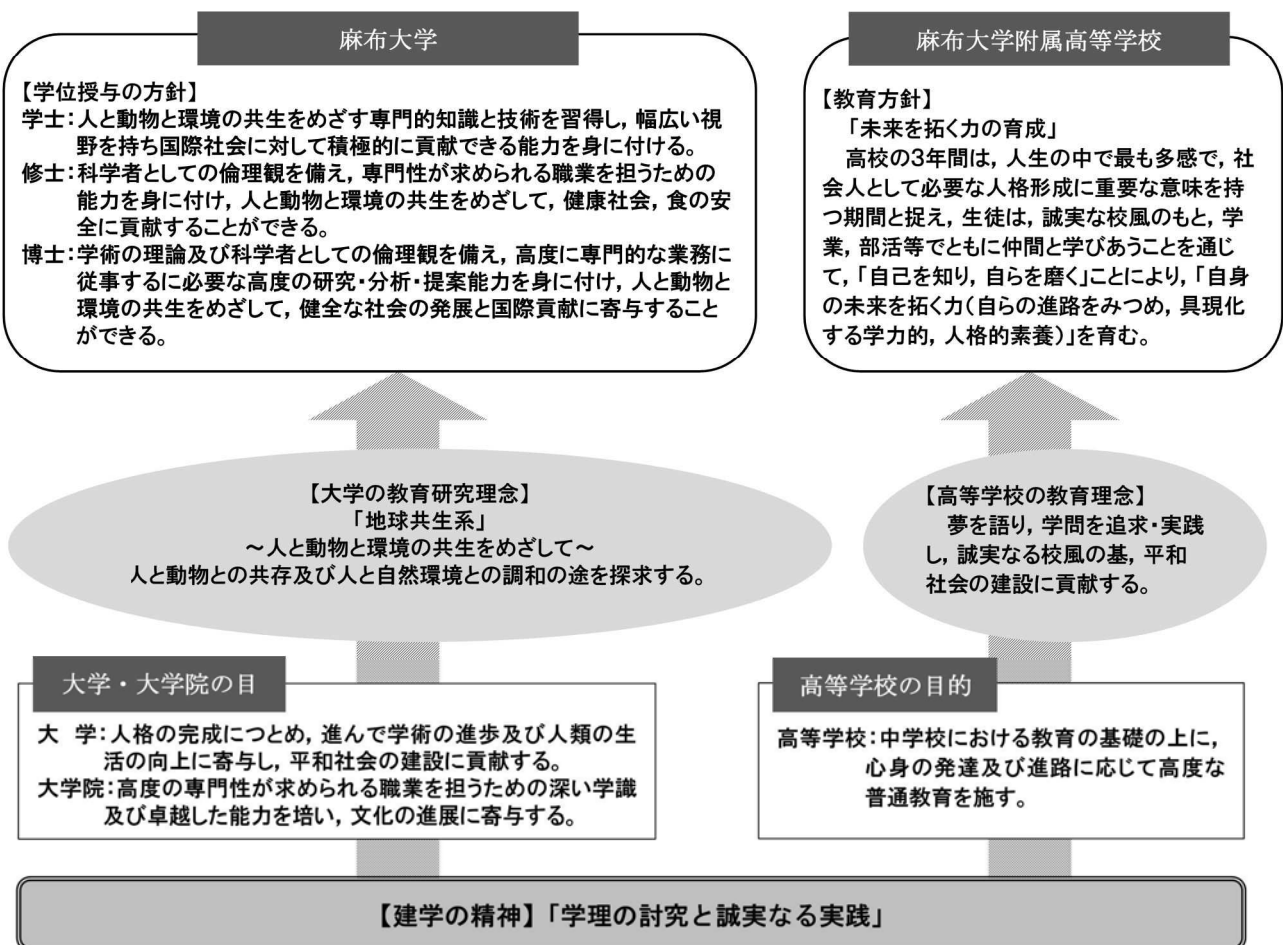 麻布大学
【学位授与の方針】
学士：人と動物と環境の共生をめざす専門的知識と技術を習得し，幅広い視
野を持ち国際社会に対して積極的に貢献できる能力を身に付ける。
修士：科学者としての倫理観を備え，専門性が求められる職業を担うための
能力を身に付け，人と動物と環境の共生をめざして，健康社会，食の安
全に貢献することができる。
博士：学術の理論及び科学者としての倫理観を備え，高度に専門的な業務に
従事するに必要な高度の研究・分析・提案能力を身に付け，人と動物と
環境の共生をめざして，健全な社会の発展と国際貢献に寄与すること
ができる。
麻布大学附属高等学校
【教育方針】
「未来を拓く力の育成」
高校の３年間は，人生の中で最も多感で，社
会人として必要な人格形成に重要な意味を持
つ期間と捉え，生徒は，誠実な校風のもと，学
業，部活等でともに仲間と学びあうことを通じ
て，「自己を知り，自らを磨く」ことにより，「自身
の未来を拓く力（自らの進路をみつめ，具現化
する学力的，人格的素養）」を育む。
【大学の教育研究理念】
「地球共生系」
～人と動物と環境の共生をめざして～
人と動物との共存及び人と自然環境との調和の途を探求する。
【高等学校の教育理念】
夢を語り，学問を追求・実践
し，誠実なる校風の基，平和
社会の建設に貢献する。
大学・大学院の目
大　学：人格の完成につとめ，進んで学術の進歩及び人類の生
活の向上に寄与し，平和社会の建設に貢献する。
大学院：高度の専門性が求められる職業を担うための深い学識
及び卓越した能力を培い，文化の進展に寄与する。
高等学校の目的
高等学校：中学校における教育の基礎の上に，
心身の発達及び進路に応じて高度な
普通教育を施す。
【建学の精神】「学理の討究と誠実なる実践」